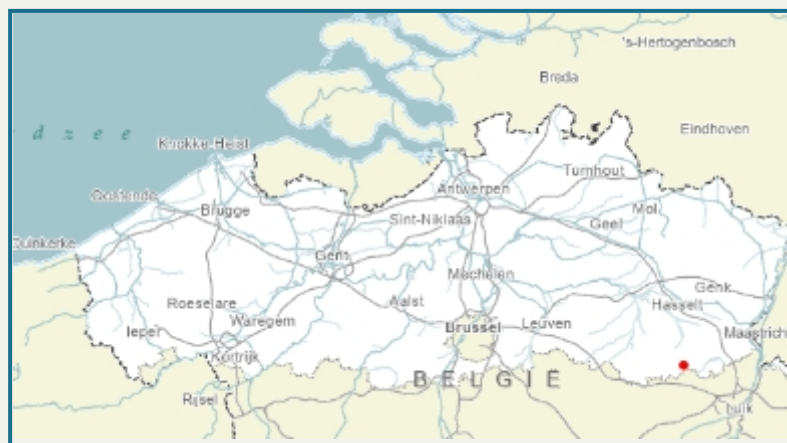 's-Hertogenbosch
Breda
Eindhoven
d z e e
Knokke-Heist
Turnhout
Antwerpen
Oostende
Mol
Brugge
Sint-Niklaas
Geel
Duinkerke
Gent
Mechelen
Genk
Roeselare
Aalst
Hasselt
Waregem
Brussel
Leuven
Ieper
Maastrich
Kortrijk
BELGIË
Rijsel
Luik